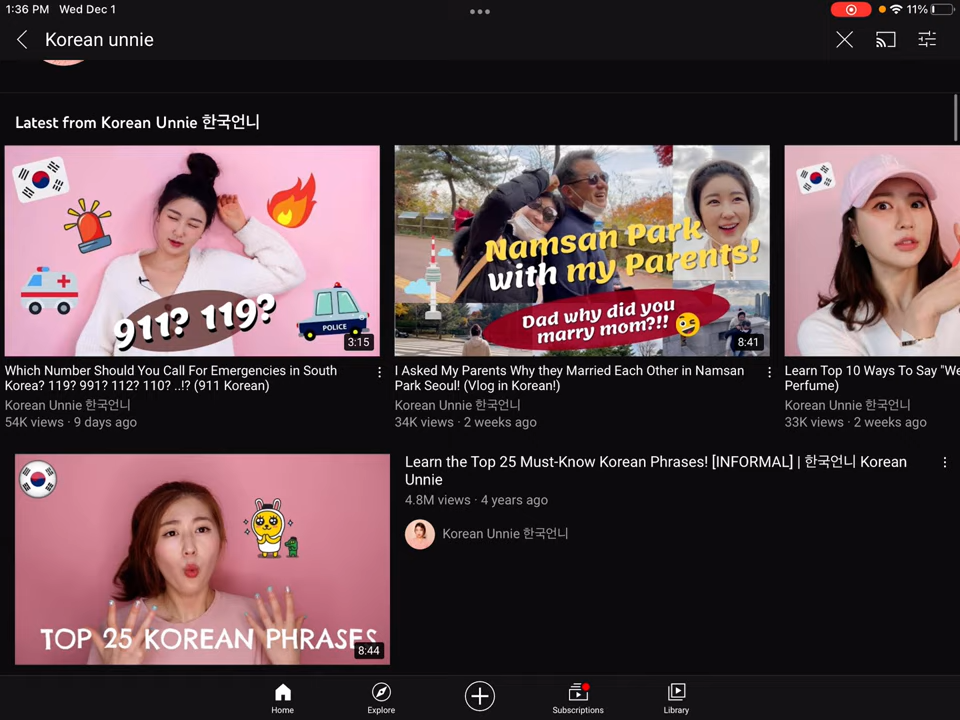 1:36 PM Wed Dec 1
11%
Korean unnie
Latest from Korean Unnie 한국언니
911? 119?
POLICE
3:15
Namsan Park
with my Parents!
Dad why did you
marry mom?!!
8:41
Which Number Should You Call For Emergencies in South
Korea? 119? 991? 112? 110? ..!? (911 Korean)
Korean Unnie 한국언니
54K views · 9 days ago
I Asked My Parents Why they Married Each Other in Namsan
Park Seoul! (Vlog in Korean!)
Korean Unnie 한국언니
34K views · 2 weeks ago
Learn Top 10 Ways To Say "We
Perfume)
Korean Unnie 한국언니
33K views · 2 weeks ago
TOP 25 KOREAN PHRASES
8:44
Learn the Top 25 Must-Know Korean Phrases! [INFORMAL] | 한국언니 Korean
Unnie
4.8M views · 4 years ago
Korean Unnie 한국언니
Home
Explore
Subscriptions
Library